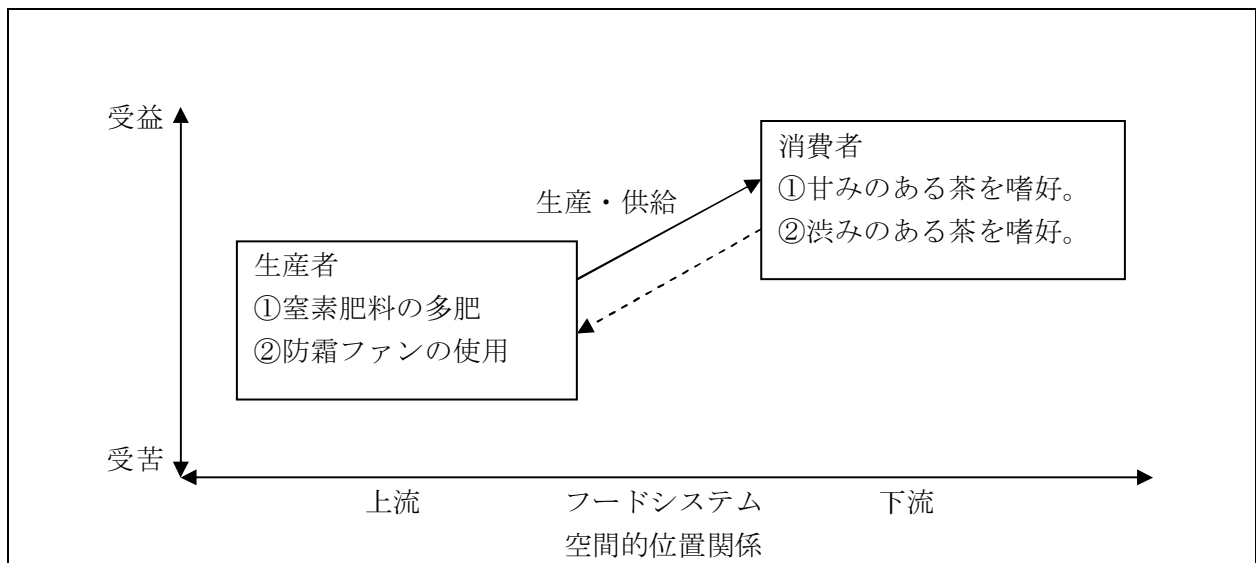 受益
消費者
①甘みのある茶を嗜好。
②渋みのある茶を嗜好。
生産・供給
生産者
①窒素肥料の多肥
②防霜ファンの使用
受苦
上流
フードシステム
下流
空間的位置関係